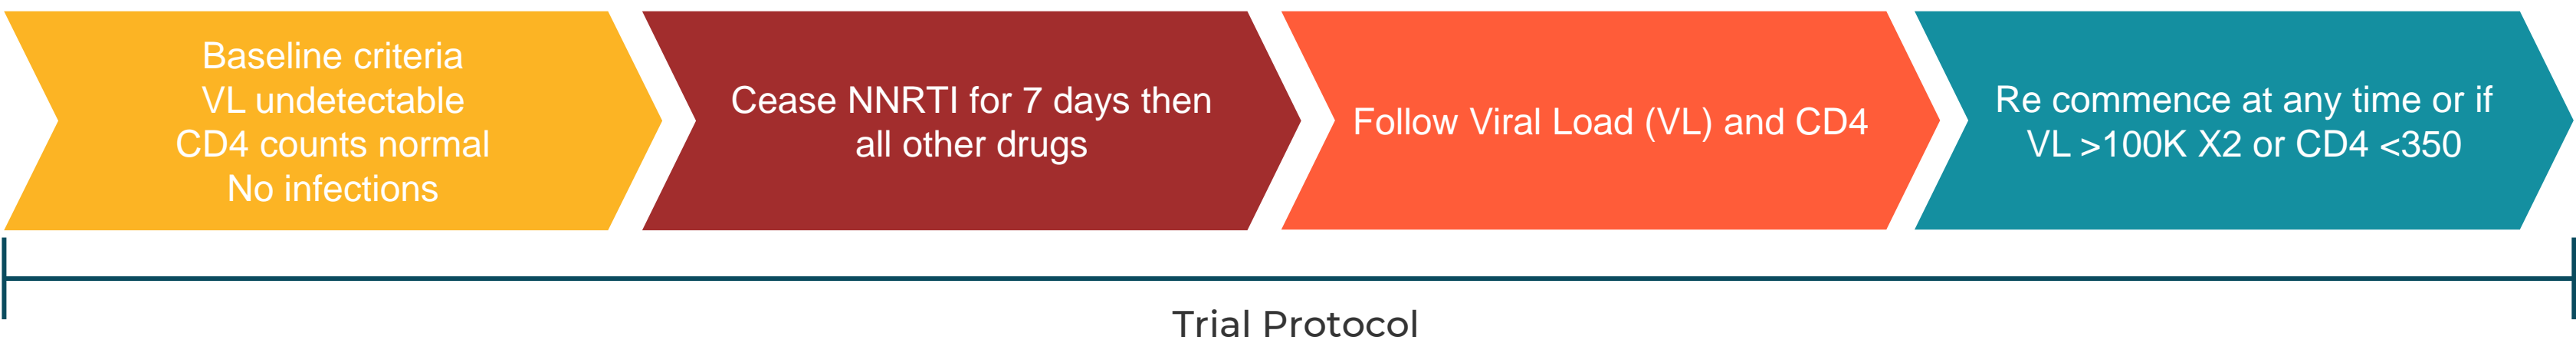 Baseline criteria
VL undetectable
CD4 counts normal
No infections
Cease NNRTI for 7 days then
all other drugs
Follow Viral Load (VL) and CD4
Re commence at any time or if
VL >100K X2 or CD4 <350
Trial Protocol